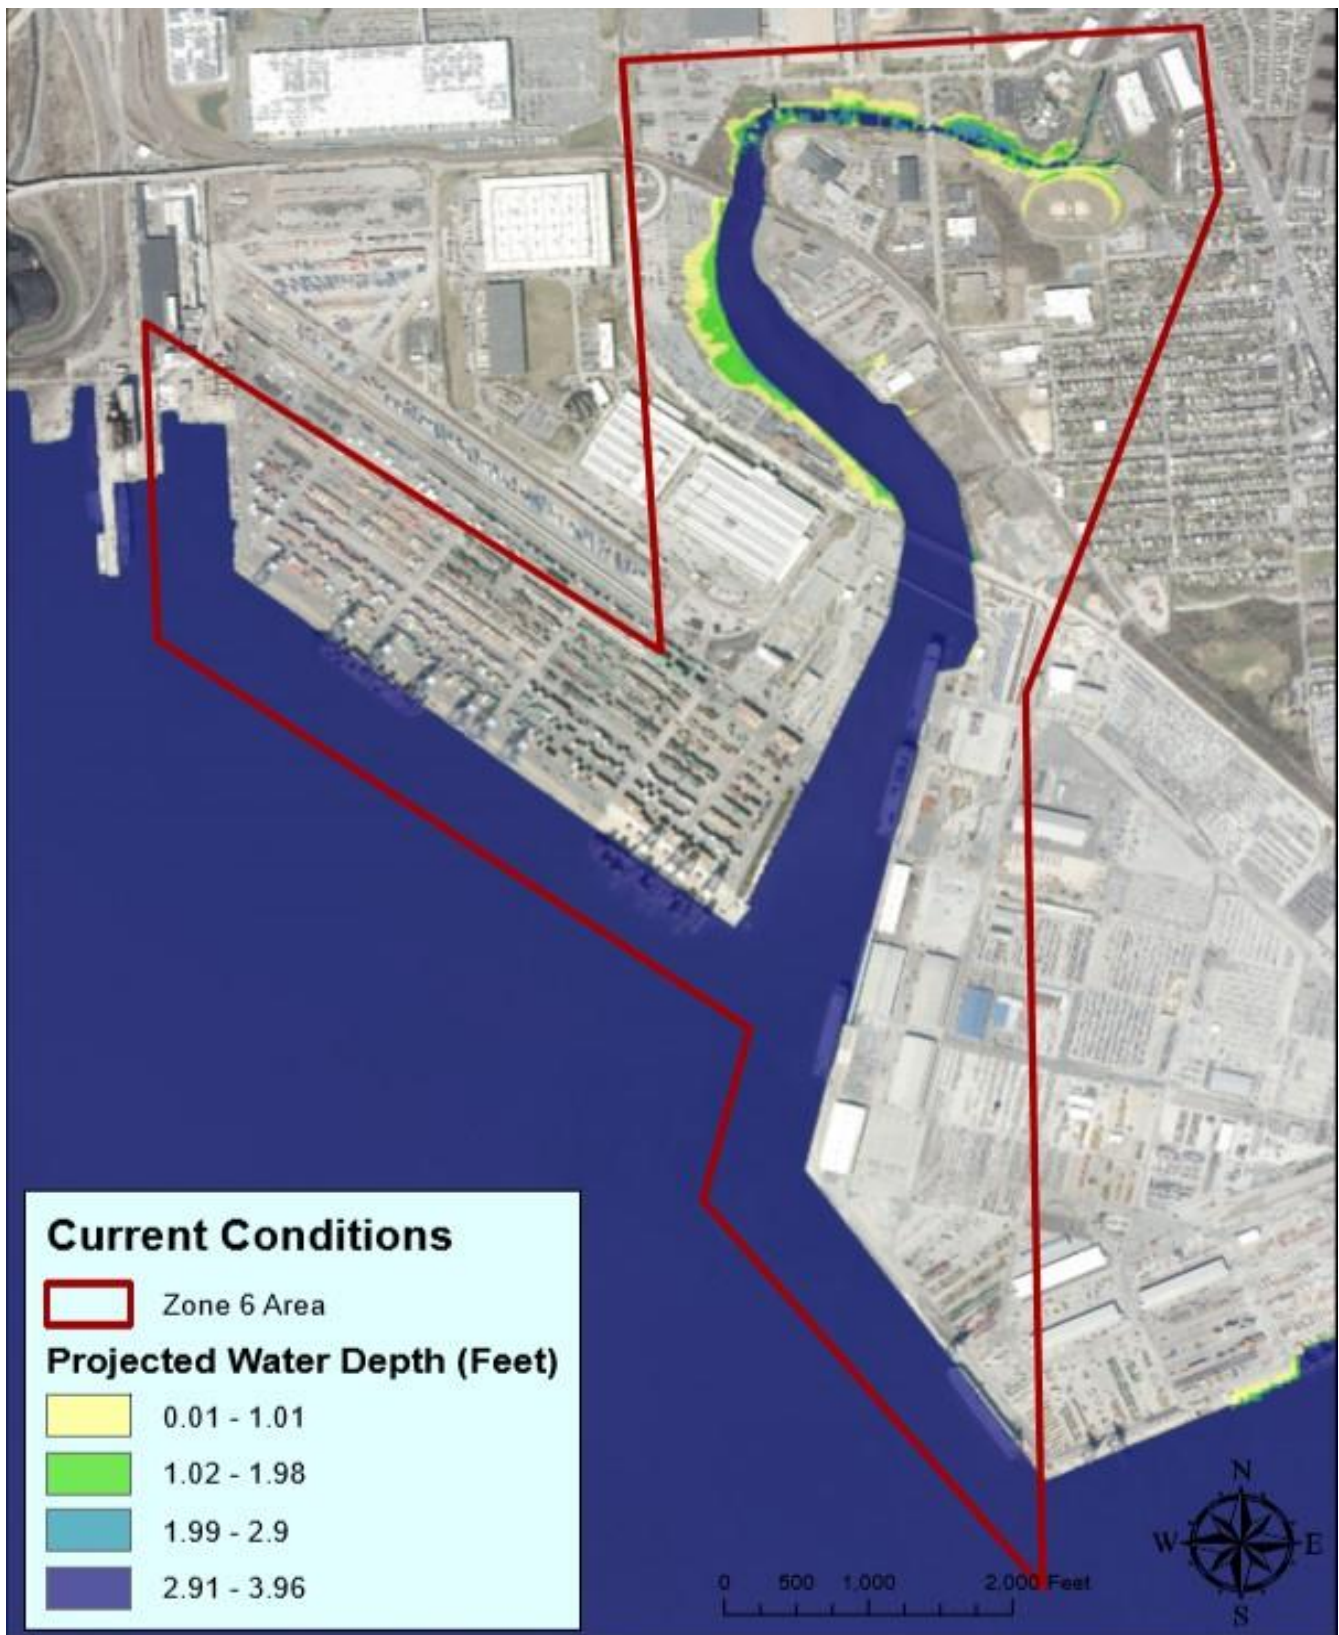 Current Conditions
Zone 6 Area
Projected Water Depth (Feet)
0.01 - 1.01
1.02 - 1.98
1.99 - 2.9
2.91 - 3.96
0 500 1,000 2,000 Feet
N
W E
S